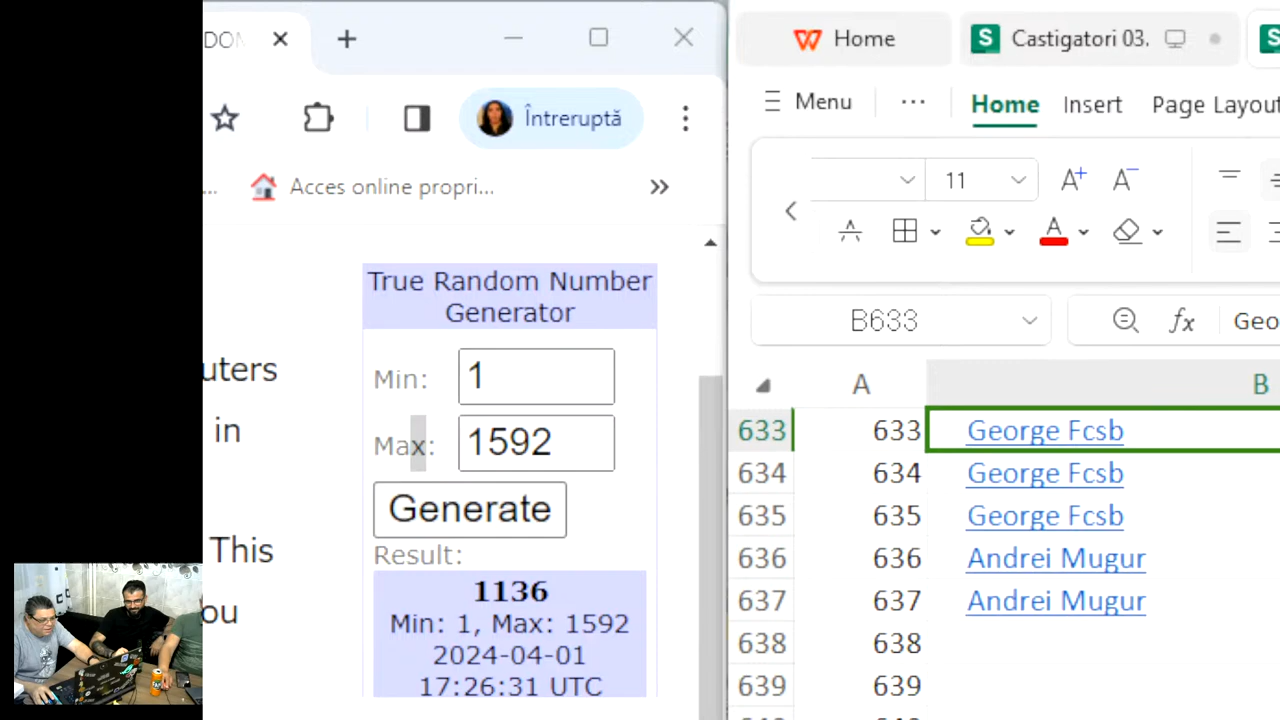 DOM
Întreruptă
...
Acces online propri...
True Random Number
Generator
uters
Min: 1
in
Max: 1592
Generate
This
Result:
ou
1136
Min: 1, Max: 1592
2024-04-01
17:26:31 UTC
Home
Castigatori 03.
S
Menu
...
Home
Insert
Page Layout
11
A+
A-
A
B633
fx
Geo
A
B
633 633 George Fcsb
634 634 George Fcsb
635 635 George Fcsb
636 636 Andrei Mugur
637 637 Andrei Mugur
638 638
639 639